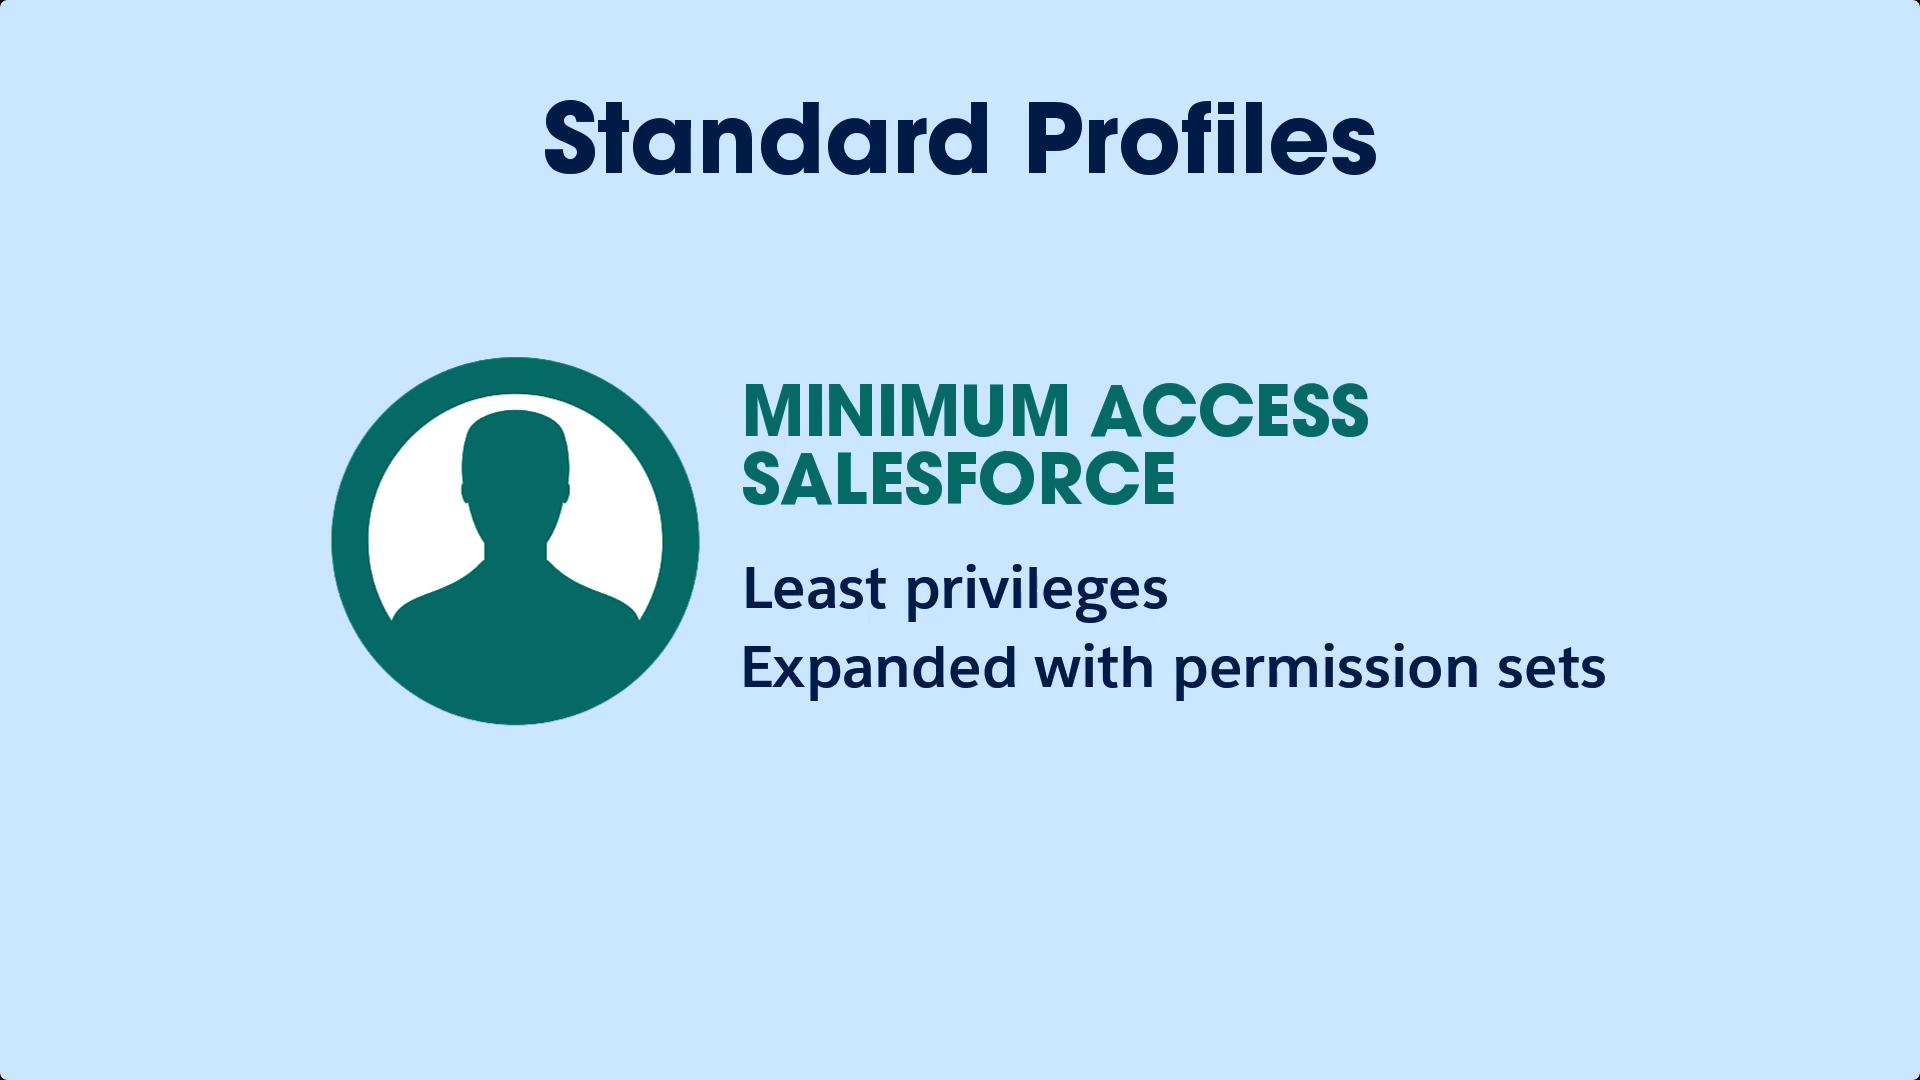 Standard Profiles
MINIMUM ACCESS
SALESFORCE
Least privileges
Expanded with permission sets